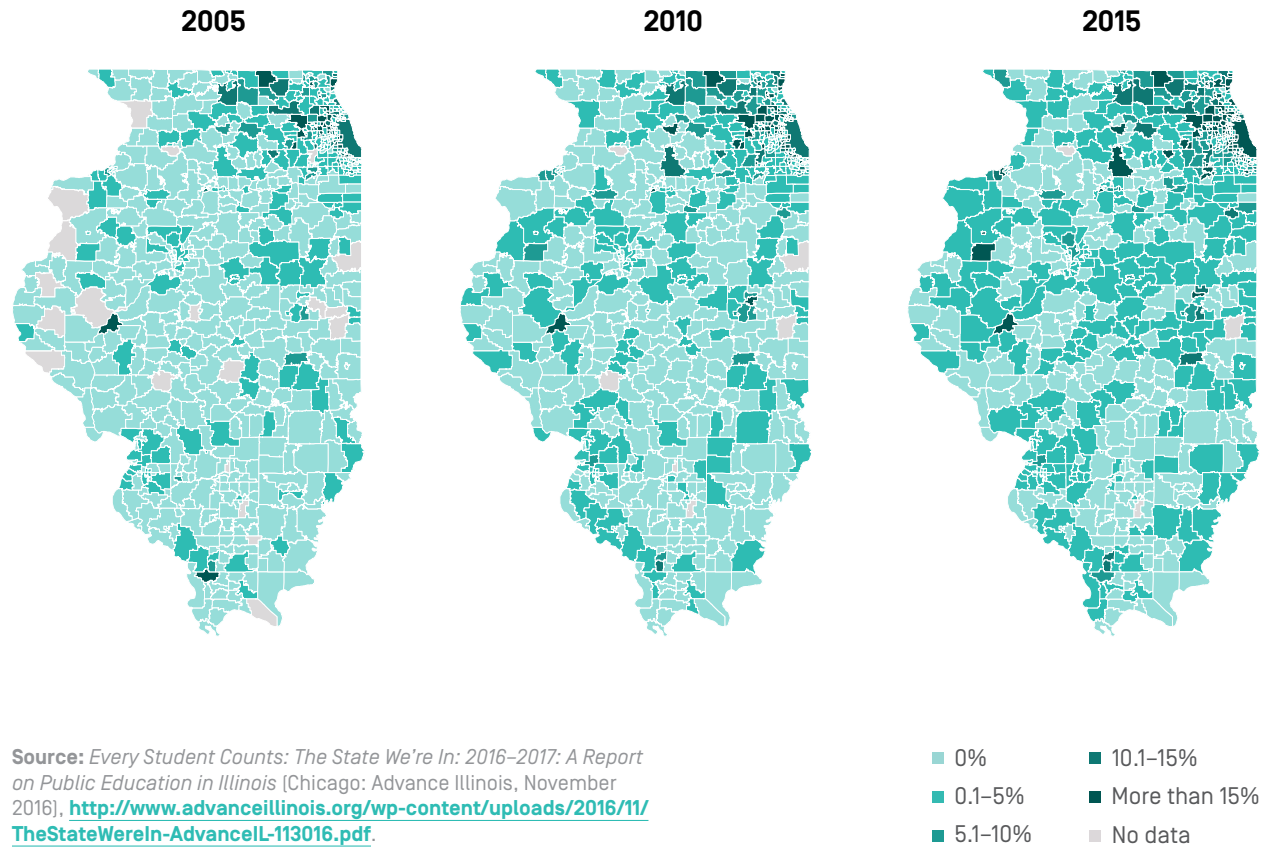 2005
2010
2015
Source: Every Student Counts: The State We're In: 2016–2017: A Report
on Public Education in Illinois (Chicago: Advance Illinois, November
2016), http://www.advanceillinois.org/wp-content/uploads/2016/11/
TheStateWereIn-AdvanceIL-113016.pdf.
0%
0.1–5%
5.1–10%
10.1–15%
More than 15%
No data